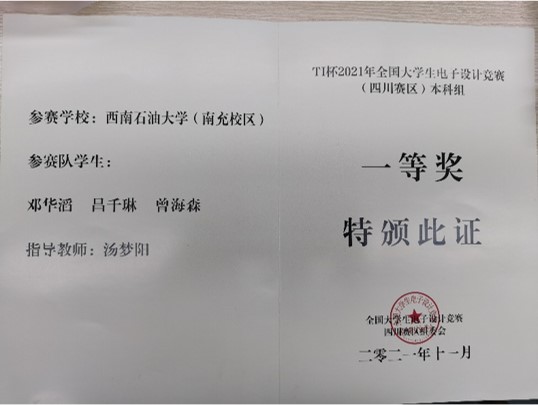 参赛学校：西南石油大学（南充校区）
参赛队学生：
邓华滔 吕千琳 曾海森
指导教师：汤梦阳
TI杯2021年全国大学生电子设计竞赛
（四川赛区）本科组
一等奖
特颁此证
全国大学生电子设计竞赛
四川赛区组委会
二零二一年十一月